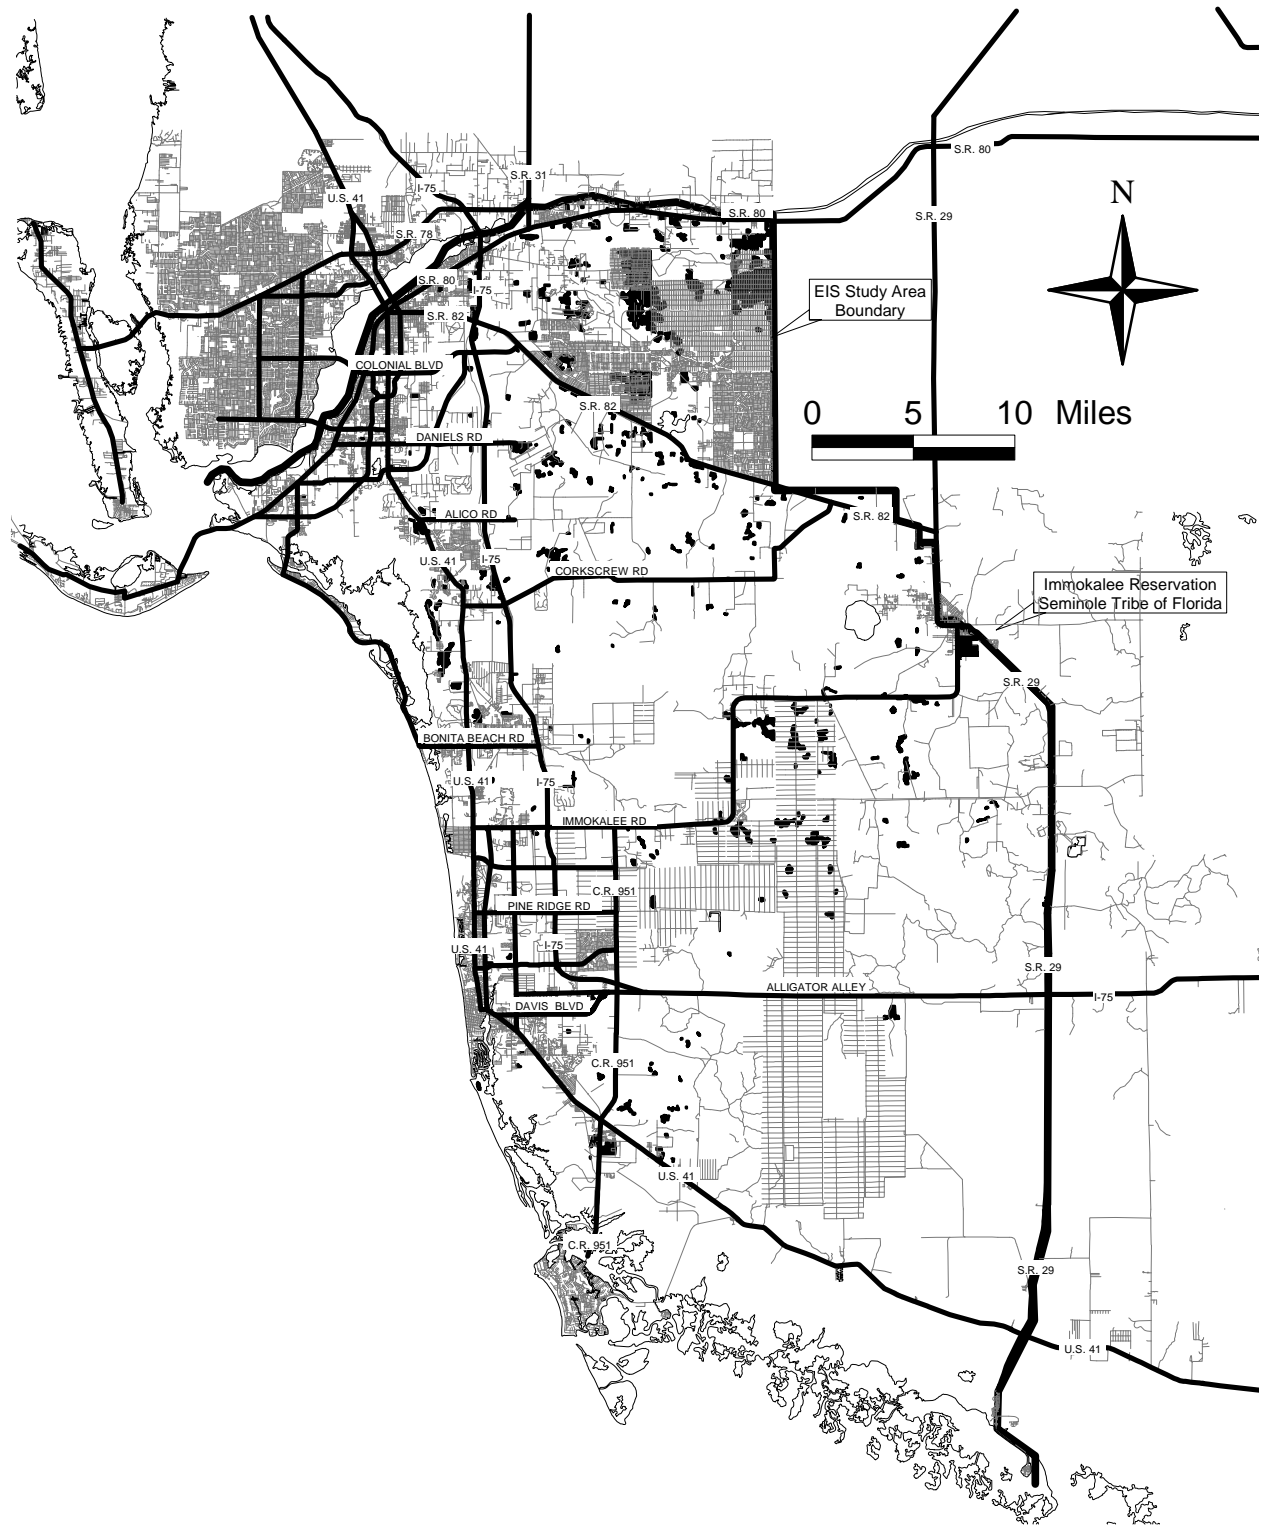 S.R. 80
S.R. 31
I-75
U.S. 41
N
S.R. 80
S.R. 29
S.R. 78
S.R. 80
I-75
EIS Study Area
Boundary
S.R. 82
COLONIAL BLVD
S.R. 82
0 5 10 Miles
DANIELS RD
ALICO RD
S.R. 82
U.S. 41
I-75
CORKSCREW RD
Immokalee Reservation
Seminole Tribe of Florida
S.R. 29
BONITA BEACH RD
U.S. 41
I-75
IMMOKALEE RD
C.R. 951
PINE RIDGE RD
U.S. 41
I-75
S.R. 29
ALLIGATOR ALLEY
I-75
DAVIS BLVD
C.R. 951
U.S. 41
C.R. 951
S.R. 29
U.S. 41